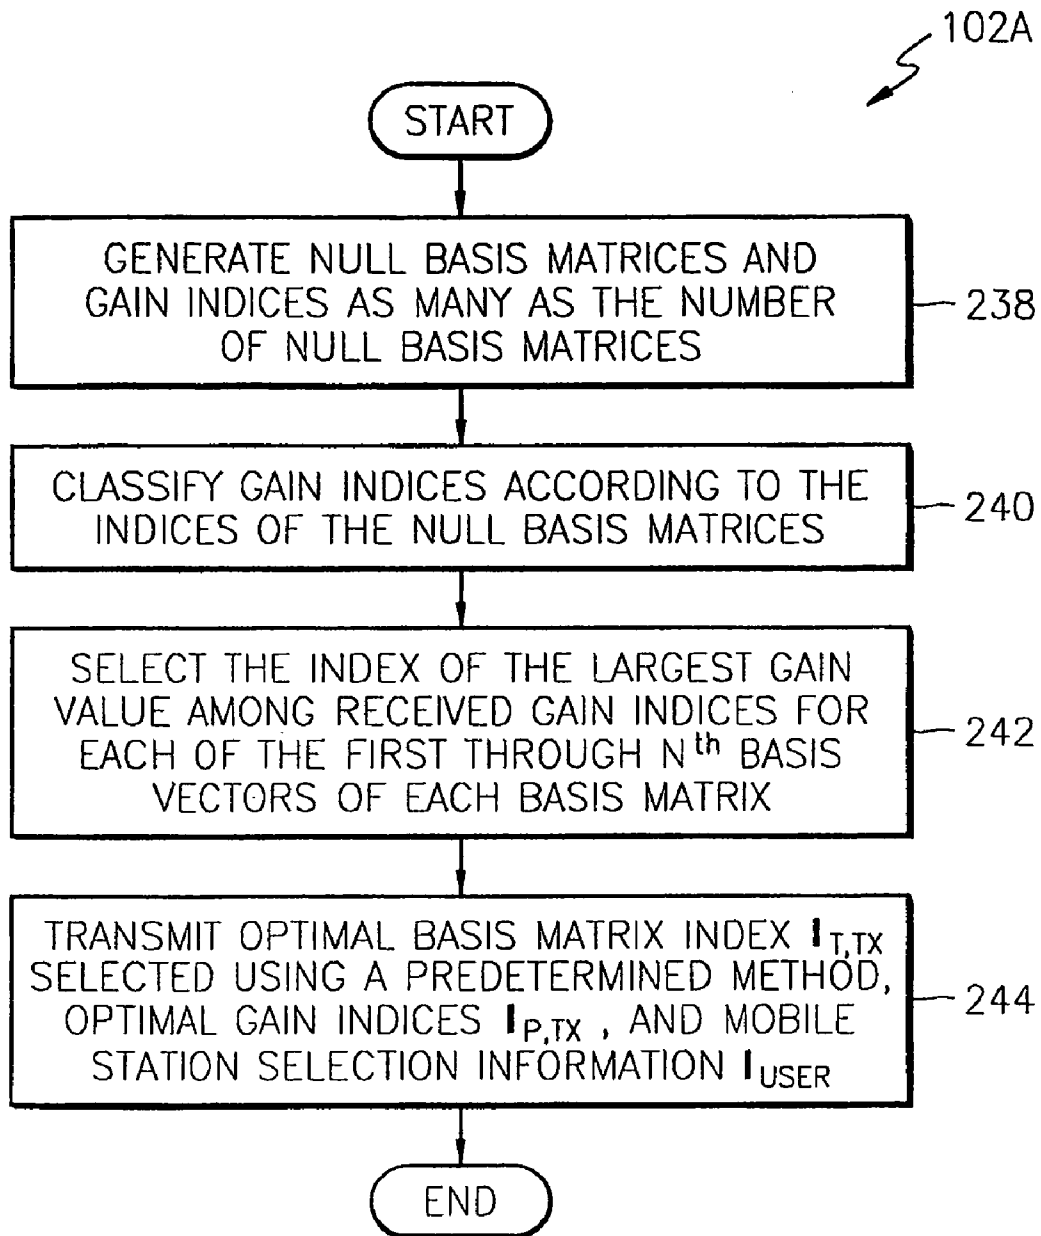 102A
START
GENERATE NULL BASIS MATRICES AND
GAIN INDICES AS MANY AS THE NUMBER
OF NULL BASIS MATRICES
238
CLASSIFY GAIN INDICES ACCORDING TO THE
INDICES OF THE NULL BASIS MATRICES
240
SELECT THE INDEX OF THE LARGEST GAIN
VALUE AMONG RECEIVED GAIN INDICES FOR
EACH OF THE FIRST THROUGH Nth BASIS
VECTORS OF EACH BASIS MATRIX
242
TRANSMIT OPTIMAL BASIS MATRIX INDEX IT,TX
SELECTED USING A PREDETERMINED METHOD,
OPTIMAL GAIN INDICES IP,TX , AND MOBILE
STATION SELECTION INFORMATION IUSER
244
END